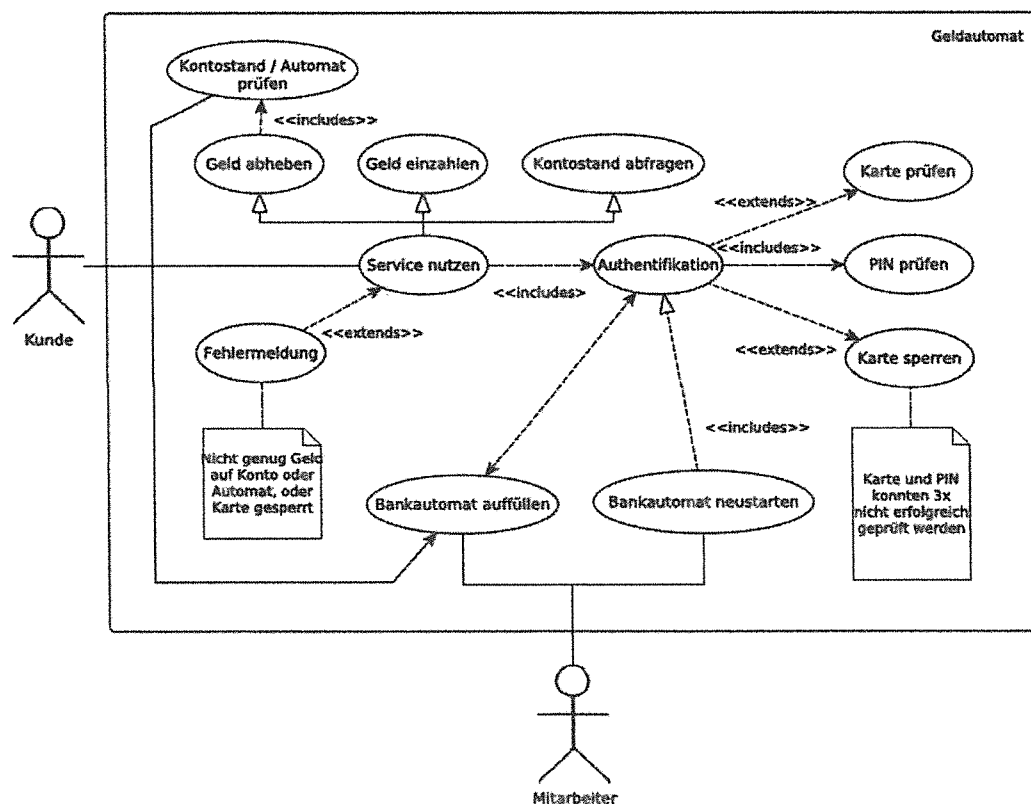 Geldautomat
Kontostand / Automat
prüfen
<<includes>>
Geld abheben
Geld einzahlen
Kontostand abfragen
Karte prüfen
<<extends>>
<<includes>>
Service nutzen
Authentifikation
PIN prüfen
<<includes>
Kunde
<<extends>>
Fehlermeldung
<<extends>>
Karte sperren
<<includes>>
Nicht genug Geld
auf Konto oder
Automat, oder
Karte gesperrt
Bankautomat auffüllen
Bankautomat neustarten
Karte und PIN
konnten 3x
nicht erfolgreich
geprüft werden
Mitarbeiter